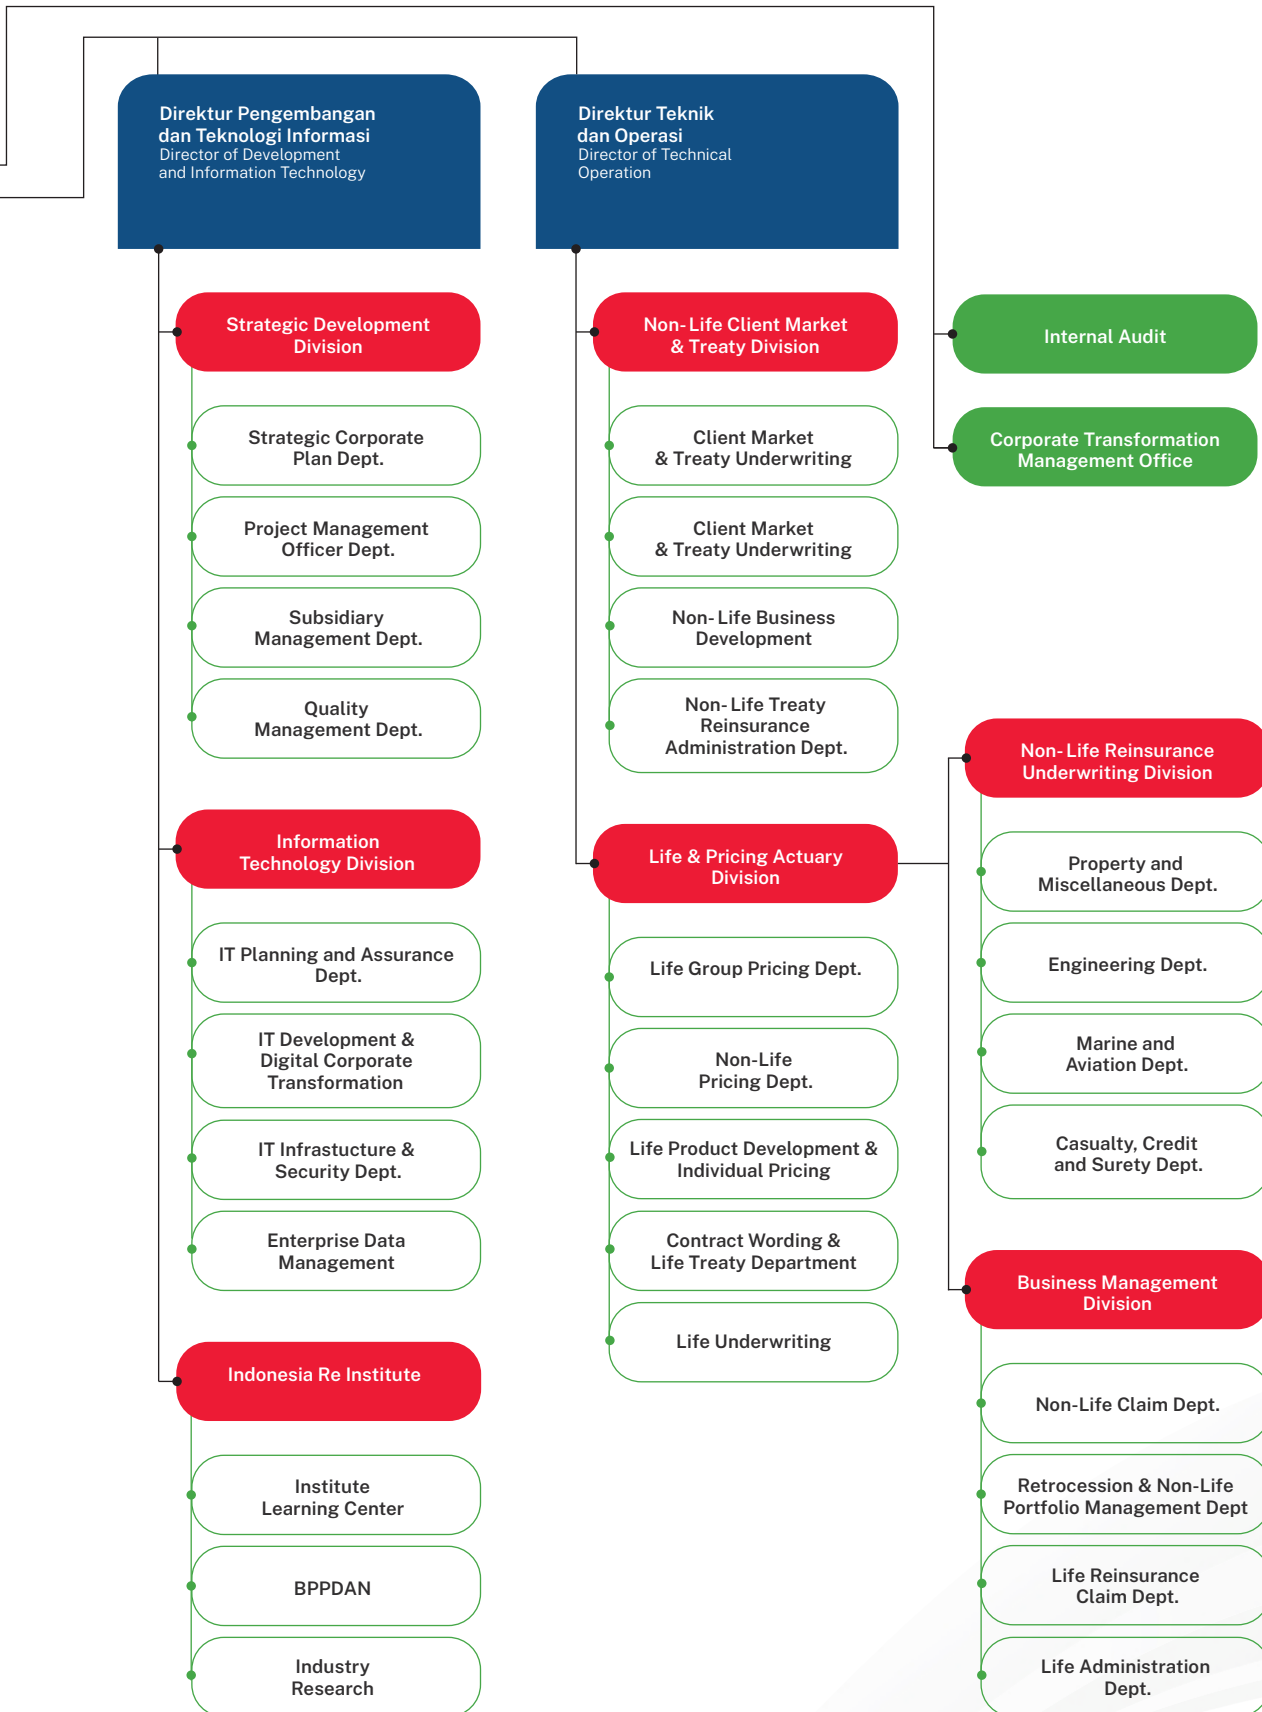 Direktur Pengembangan
dan Teknologi Informasi
Director of Development
and Information Technology
Strategic Development
Division
Strategic Corporate
Plan Dept.
Project Management
Officer Dept.
Subsidiary
Management Dept.
Quality
Management Dept.
Information
Technology Division
IT Planning and Assurance
Dept.
IT Development &
Digital Corporate
Transformation
IT Infrastucture &
Security Dept.
Enterprise Data
Management
Indonesia Re Institute
Institute
Learning Center
BPPDAN
Industry
Research
Direktur Teknik
dan Operasi
Director of Technical
Operation
Non-Life Client Market
& Treaty Division
Client Market
& Treaty Underwriting
Client Market
& Treaty Underwriting
Non-Life Business
Development
Non-Life Treaty
Reinsurance
Administration Dept.
Life & Pricing Actuary
Division
Life Group Pricing Dept.
Non-Life
Pricing Dept.
Life Product Development &
Individual Pricing
Contract Wording &
Life Treaty Department
Life Underwriting
Internal Audit
Corporate Transformation
Management Office
Non-Life Reinsurance
Underwriting Division
Property and
Miscellaneous Dept.
Engineering Dept.
Marine and
Aviation Dept.
Casualty, Credit
and Surety Dept.
Business Management
Division
Non-Life Claim Dept.
Retrocession & Non-Life
Portfolio Management Dept
Life Reinsurance
Claim Dept.
Life Administration
Dept.